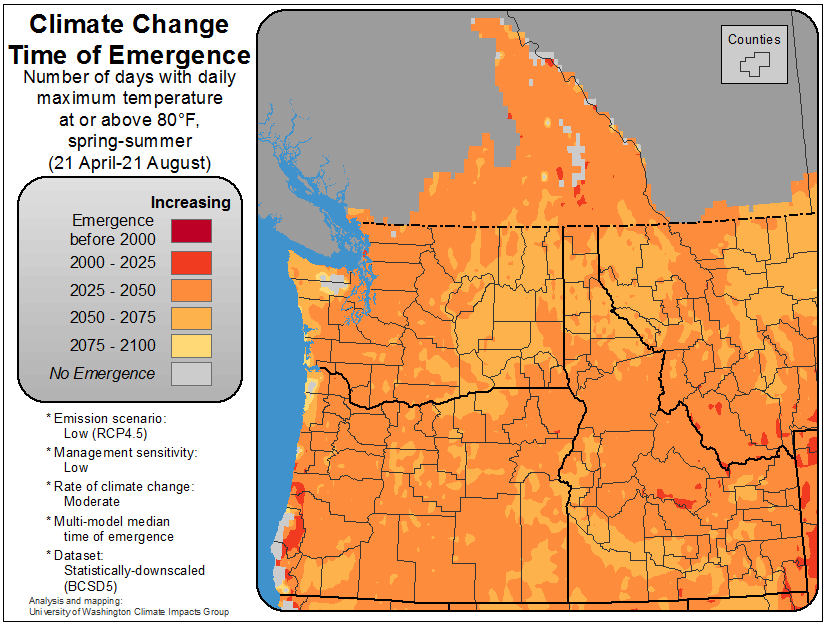 Climate Change
Time of Emergence
Number of days with daily
maximum temperature
at or above 80°F,
spring-summer
(21 April-21 August)
Increasing
Emergence
before 2000
2000 - 2025
2025 - 2050
2050 - 2075
2075 - 2100
No Emergence
* Emission scenario:
Low (RCP4.5)
* Management sensitivity:
Low
* Rate of climate change:
Moderate
* Multi-model median
time of emergence
* Dataset:
Statistically-downscaled
(BCSD5)
Analysis and mapping:
University of Washington Climate Impacts Group
Counties